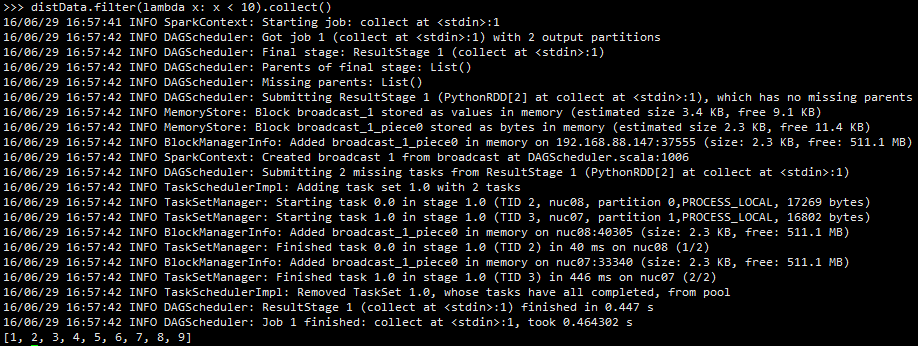 >>> distData.filter(lambda x: x < 10).collect()
16/06/29 16:57:41 INFO SparkContext: Starting job: collect at <stdin>:1
16/06/29 16:57:42 INFO DAGScheduler: Got job 1 (collect at <stdin>:1) with 2 output partitions
16/06/29 16:57:42 INFO DAGScheduler: Final stage: ResultStage 1 (collect at <stdin>:1)
16/06/29 16:57:42 INFO DAGScheduler: Parents of final stage: List()
16/06/29 16:57:42 INFO DAGScheduler: Missing parents: List()
16/06/29 16:57:42 INFO DAGScheduler: Submitting ResultStage 1 (PythonRDD[2] at collect at <stdin>:1), which has no missing parents
16/06/29 16:57:42 INFO MemoryStore: Block broadcast_1 stored as values in memory (estimated size 3.4 KB, free 9.1 KB)
16/06/29 16:57:42 INFO MemoryStore: Block broadcast_1_piece0 stored as bytes in memory (estimated size 2.3 KB, free 11.4 KB)
16/06/29 16:57:42 INFO BlockManagerInfo: Added broadcast_1_piece0 in memory on 192.168.88.147:37555 (size: 2.3 KB, free: 511.1 MB)
16/06/29 16:57:42 INFO SparkContext: Created broadcast 1 from broadcast at DAGScheduler.scala:1006
16/06/29 16:57:42 INFO DAGScheduler: Submitting 2 missing tasks from ResultStage 1 (PythonRDD[2] at collect at <stdin>:1)
16/06/29 16:57:42 INFO TaskSchedulerImpl: Adding task set 1.0 with 2 tasks
16/06/29 16:57:42 INFO TaskSetManager: Starting task 0.0 in stage 1.0 (TID 2, nuc08, partition 0,PROCESS_LOCAL, 17269 bytes)
16/06/29 16:57:42 INFO TaskSetManager: Starting task 1.0 in stage 1.0 (TID 3, nuc07, partition 1,PROCESS_LOCAL, 16802 bytes)
16/06/29 16:57:42 INFO BlockManagerInfo: Added broadcast_1_piece0 in memory on nuc08:40305 (size: 2.3 KB, free: 511.1 MB)
16/06/29 16:57:42 INFO TaskSetManager: Finished task 0.0 in stage 1.0 (TID 2) in 40 ms on nuc08 (1/2)
16/06/29 16:57:42 INFO BlockManagerInfo: Added broadcast_1_piece0 in memory on nuc07:33340 (size: 2.3 KB, free: 511.1 MB)
16/06/29 16:57:42 INFO TaskSetManager: Finished task 1.0 in stage 1.0 (TID 3) in 446 ms on nuc07 (2/2)
16/06/29 16:57:42 INFO TaskSchedulerImpl: Removed TaskSet 1.0, whose tasks have all completed, from pool
16/06/29 16:57:42 INFO DAGScheduler: ResultStage 1 (collect at <stdin>:1) finished in 0.447 s
16/06/29 16:57:42 INFO DAGScheduler: Job 1 finished: collect at <stdin>:1, took 0.464302 s
[1, 2, 3, 4, 5, 6, 7, 8, 9]